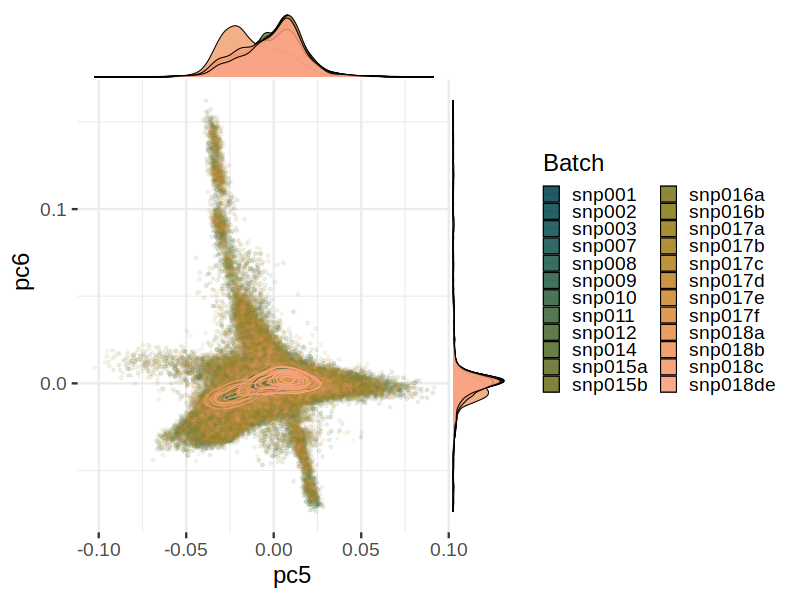 pc6
0.1
0.0
-0.10 -0.05 0.00 0.05 0.10
pc5
Batch
snp001 snp016a
snp002 snp016b
snp003 snp017a
snp007 snp017b
snp008 snp017c
snp009 snp017d
snp010 snp017e
snp011 snp017f
snp012 snp018a
snp014 snp018b
snp015a snp018c
snp015b snp018de